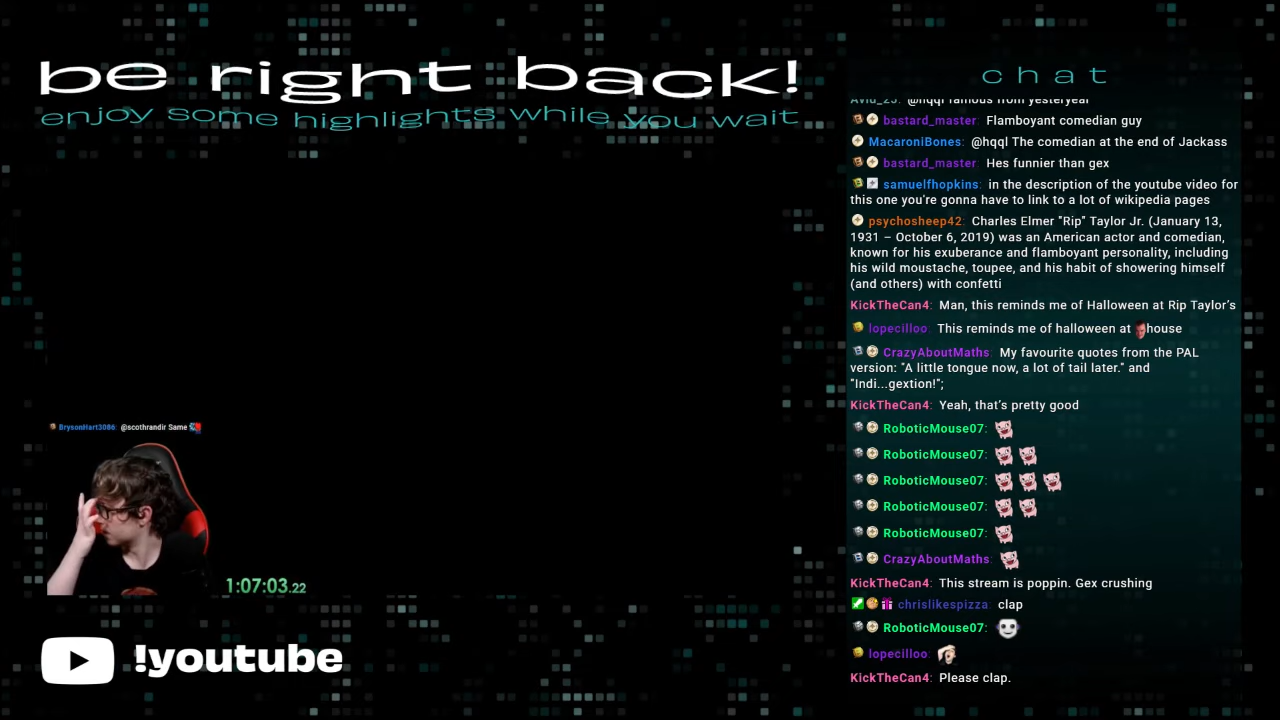 be right back!
enjoy some highlights while you wait
chat
Avid_23: @hqql famous from yesteryear
bastard_master: Flamboyant comedian guy
MacaroniBones: @hqql The comedian at the end of Jackass
bastard_master: Hes funnier than gex
samuelfhopkins: in the description of the youtube video for
this one you're gonna have to link to a lot of wikipedia pages
psychosheep42: Charles Elmer "Rip" Taylor Jr. (January 13,
1931 – October 6, 2019) was an American actor and comedian,
known for his exuberance and flamboyant personality, including
his wild moustache, toupee, and his habit of showering himself
(and others) with confetti
KickTheCan4: Man, this reminds me of Halloween at Rip Taylor's
lopecilloo: This reminds me of halloween at house
CrazyAboutMaths: My favourite quotes from the PAL
version: "A little tongue now, a lot of tail later." and
"Indi...gextion!";
KickTheCan4: Yeah, that's pretty good
RoboticMouse07:
RoboticMouse07:
RoboticMouse07:
RoboticMouse07:
RoboticMouse07:
CrazyAboutMaths:
KickTheCan4: This stream is poppin. Gex crushing
chrislikespizza: clap
RoboticMouse07:
lopecilloo:
KickTheCan4: Please clap.
BrysonHart3086: @scothrandir Same
1:07:03.22
!youtube